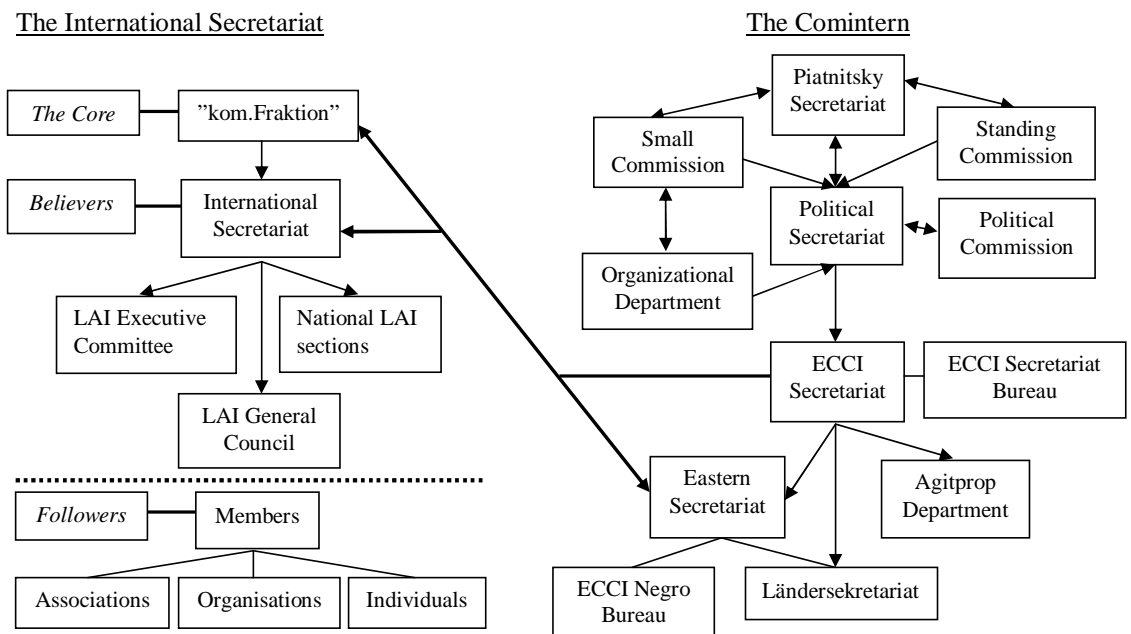 The International Secretariat
The Core
”kom.Fraktion”
Believers
International
Secretariat
LAI Executive
Committee
National LAI
sections
LAI General
Council
Followers
Members
Associations
Organisations
Individuals
The Comintern
Piatnitsky
Secretariat
Small
Commission
Standing
Commission
Political
Secretariat
Political
Commission
Organizational
Department
ECCI
Secretariat
ECCI Secretariat
Bureau
Eastern
Secretariat
Agitprop
Department
ECCI Negro
Bureau
Ländersekretariat